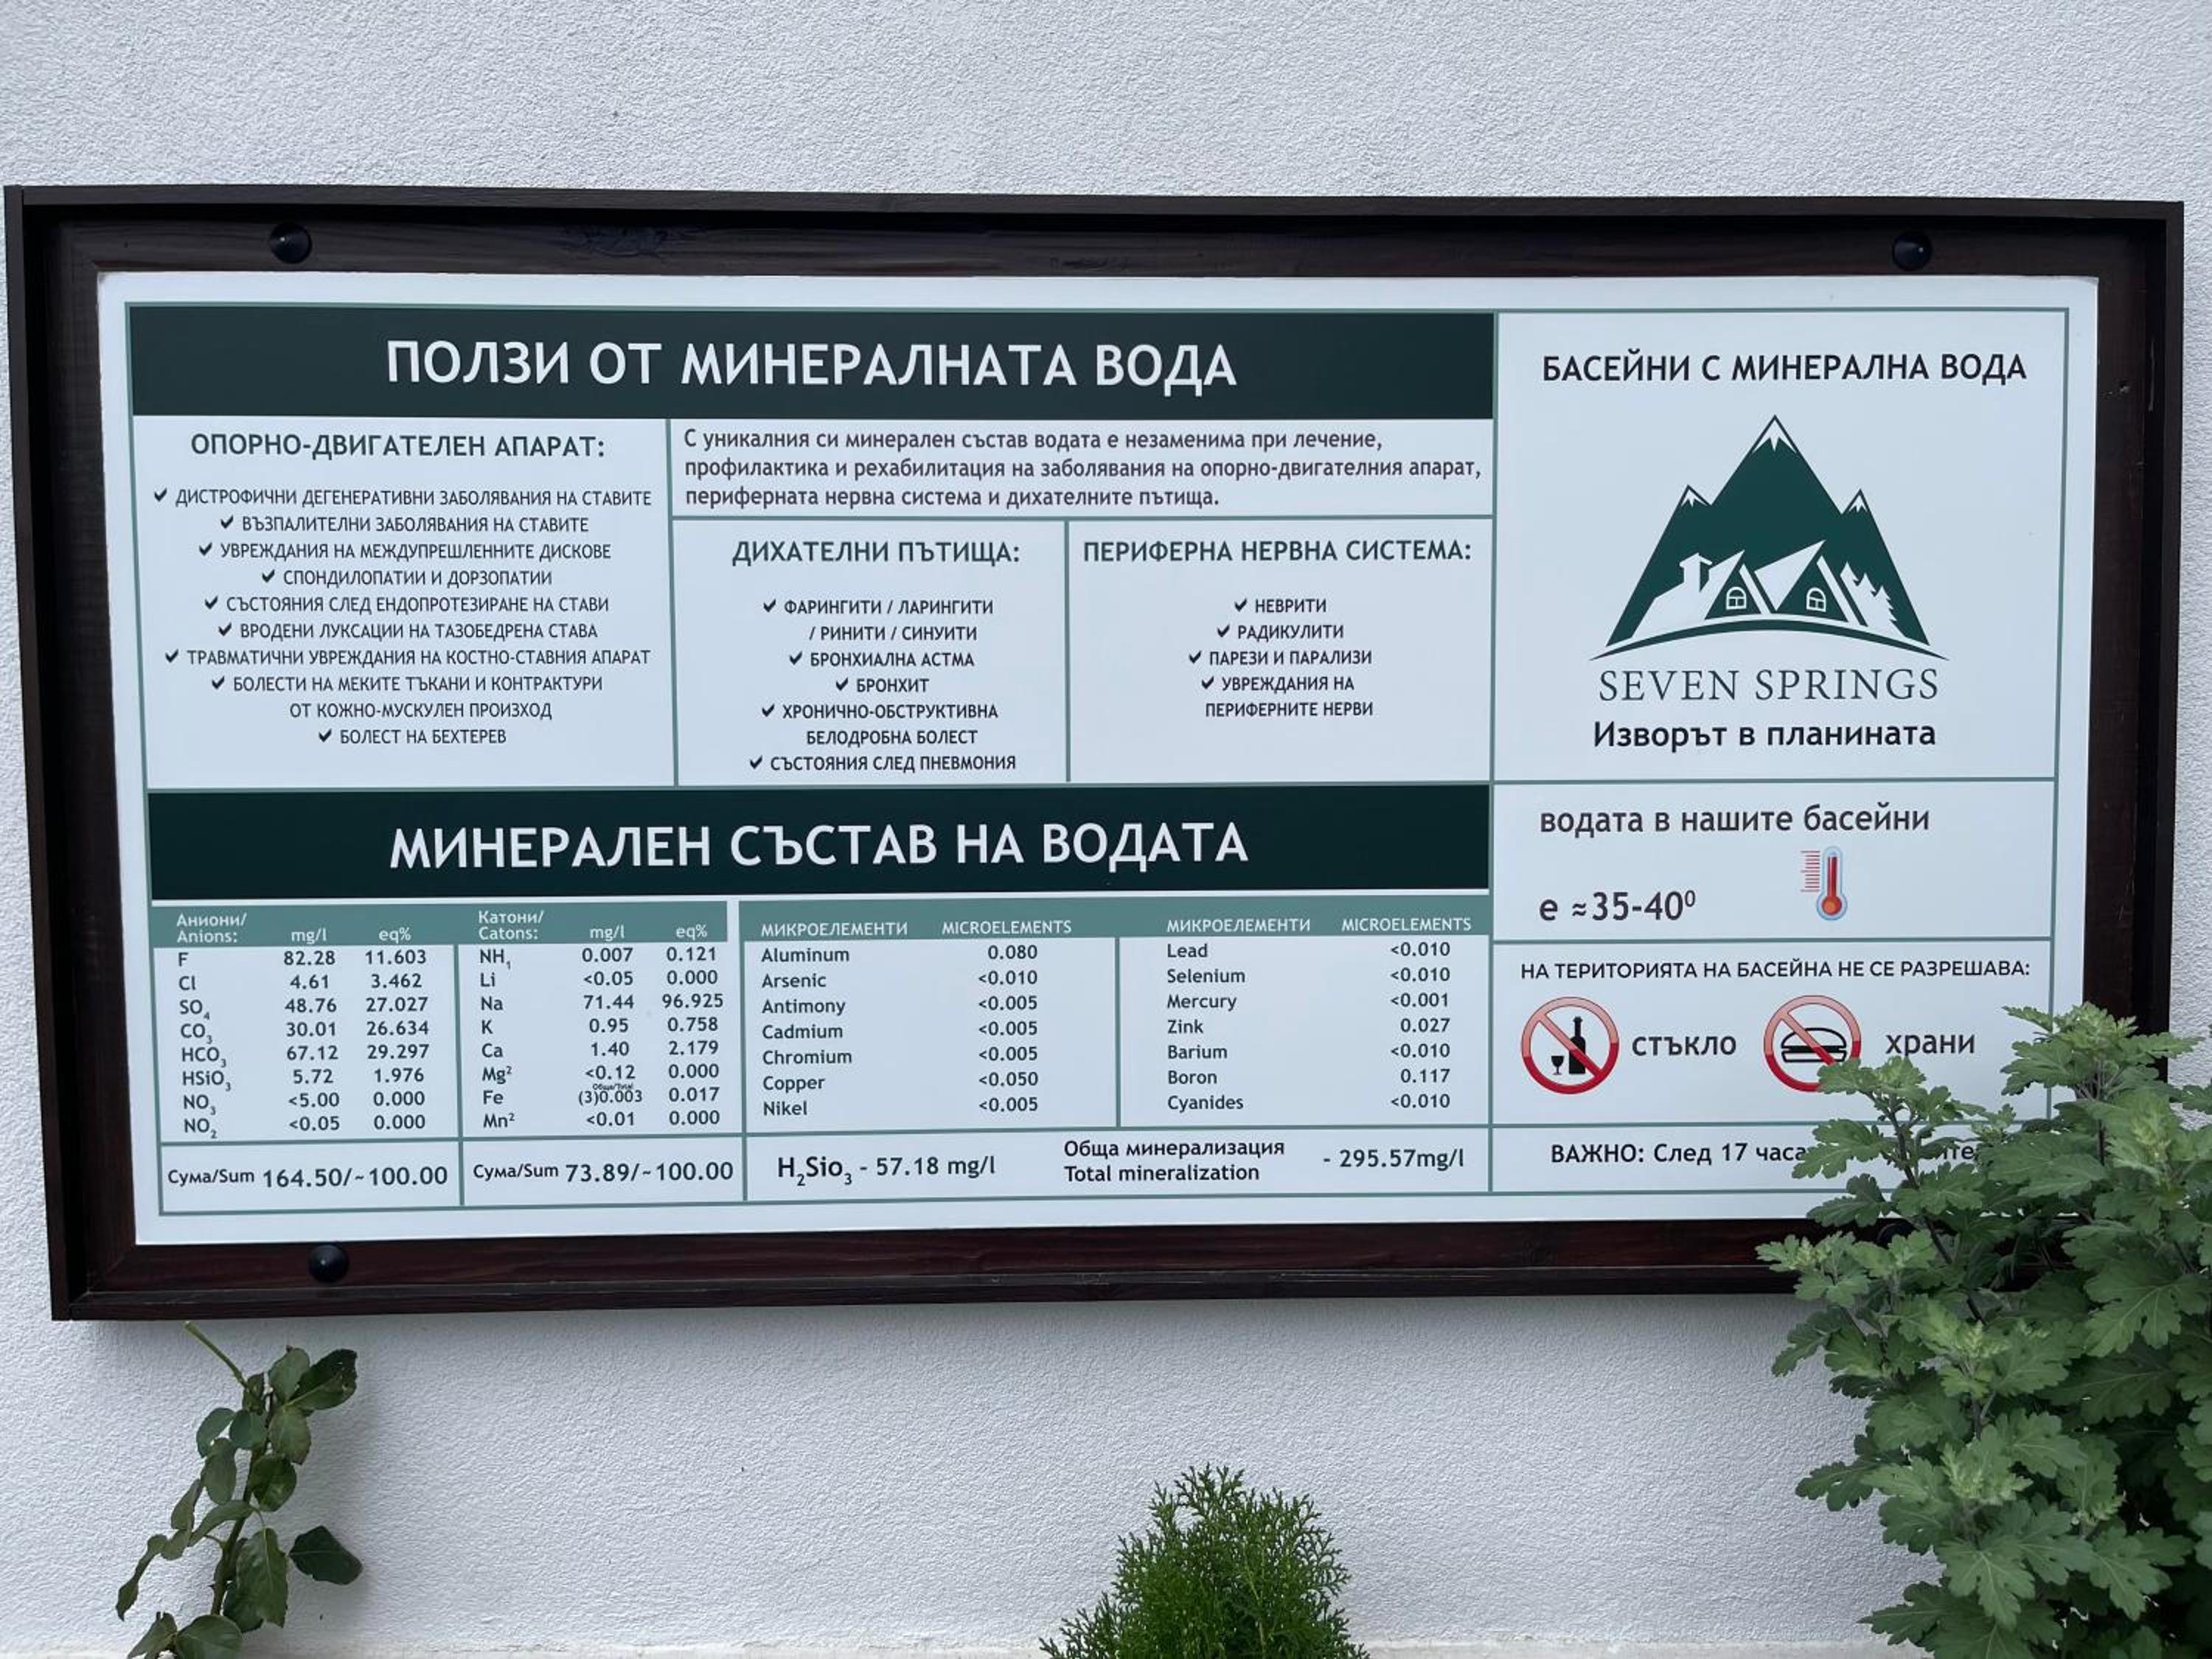 ПОЛЗИ ОТ МИНЕРАЛНАТА ВОДА
ОПОРНО-ДВИГАТЕЛЕН АПАРАТ:
✓ ДИСТРОФИЧНИ ДЕГЕНЕРАТИВНИ ЗАБОЛЯВАНИЯ НА СТАВИТЕ
✓ ВЪЗПАЛИТЕЛНИ ЗАБОЛЯВАНИЯ НА СТАВИТЕ
✓ УВРЕЖДАНИЯ НА МЕЖДУПРЕШЛЕННИТЕ ДИСКОВЕ
✓ СПОНДИЛОПАТИИ И ДОРЗОПАТИИ
✓ СЪСТОЯНИЯ СЛЕД ЕНДОПРОТЕЗИРАНЕ НА СТАВИ
✓ ВРОДЕНИ ЛУКСАЦИИ НА ТАЗОБЕДРЕНА СТАВА
✓ ТРАВМАТИЧНИ УВРЕЖДАНИЯ НА КОСТНО-СТАВНИЯ АПАРАТ
✓ БОЛЕСТИ НА МЕКИТЕ ТЪКАНИ И КОНТРАКТУРИ
ОТ КОЖНО-МУСКУЛЕН ПРОИЗХОД
✓ БОЛЕСТ НА БЕХТЕРЕВ
С уникалния си минерален състав водата е незаменима при лечение,
профилактика и рехабилитация на заболявания на опорно-двигателния апарат,
периферната нервна система и дихателните пътища.
ДИХАТЕЛНИ ПЪТИЩА:
✓ ФАРИНГИТИ / ЛАРИНГИТИ
/ РИНИТИ / СИНУИТИ
✓ БРОНХИАЛНА АСТМА
✓ БРОНХИТ
✓ ХРОНИЧНО-ОБСТРУКТИВНА
БЕЛОДРОБНА БОЛЕСТ
✓ СЪСТОЯНИЯ СЛЕД ПНЕВМОНИЯ
ПЕРИФЕРНА НЕРВНА СИСТЕМА:
✓ НЕВРИТИ
✓ РАДИКУЛИТИ
✓ ПАРЕЗИ И ПАРАЛИЗИ
✓ УВРЕЖДАНИЯ НА
ПЕРИФЕРНИТЕ НЕРВИ
МИНЕРАЛЕН СЪСТАВ НА ВОДАТА
Аниони/
Anions: mg/l eq%
F 82.28 11.603
Cl 4.61 3.462
SO4 48.76 27.027
CO3 30.01 26.634
HCO3 67.12 29.297
HSiO3 5.72 1.976
NO3 <5.00 0.000
NO2 <0.05 0.000
Сума/Sum 164.50/~100.00
Катони/
Catons: mg/l eq%
NH1 0.007 0.121
Li <0.05 0.000
Na 71.44 96.925
K 0.95 0.758
Ca 1.40 2.179
Mg² <0.12 0.000
Общо/Total
Fe (3)0.003 0.017
Mn² <0.01 0.000
Сума/Sum 73.89/~100.00
МИКРОЕЛЕМЕНТИ MICROELEMENTS
Aluminum 0.080
Arsenic <0.010
Antimony <0.005
Cadmium <0.005
Chromium <0.005
Copper <0.050
Nikel <0.005
МИКРОЕЛЕМЕНТИ MICROELEMENTS
Lead <0.010
Selenium <0.010
Mercury <0.001
Zink 0.027
Barium <0.010
Boron 0.117
Cyanides <0.010
H2Sio3 - 57.18 mg/l
Обща минерализация
Total mineralization - 295.57mg/l
БАСЕЙНИ С МИНЕРАЛНА ВОДА
SEVEN SPRINGS
Изворът в планината
водата в нашите басейни
е ≈35-40⁰
НА ТЕРИТОРИЯТА НА БАСЕЙНА НЕ СЕ РАЗРЕШАВА:
СТЪКЛО
ХРАНИ
ВАЖНО: След 17 часа